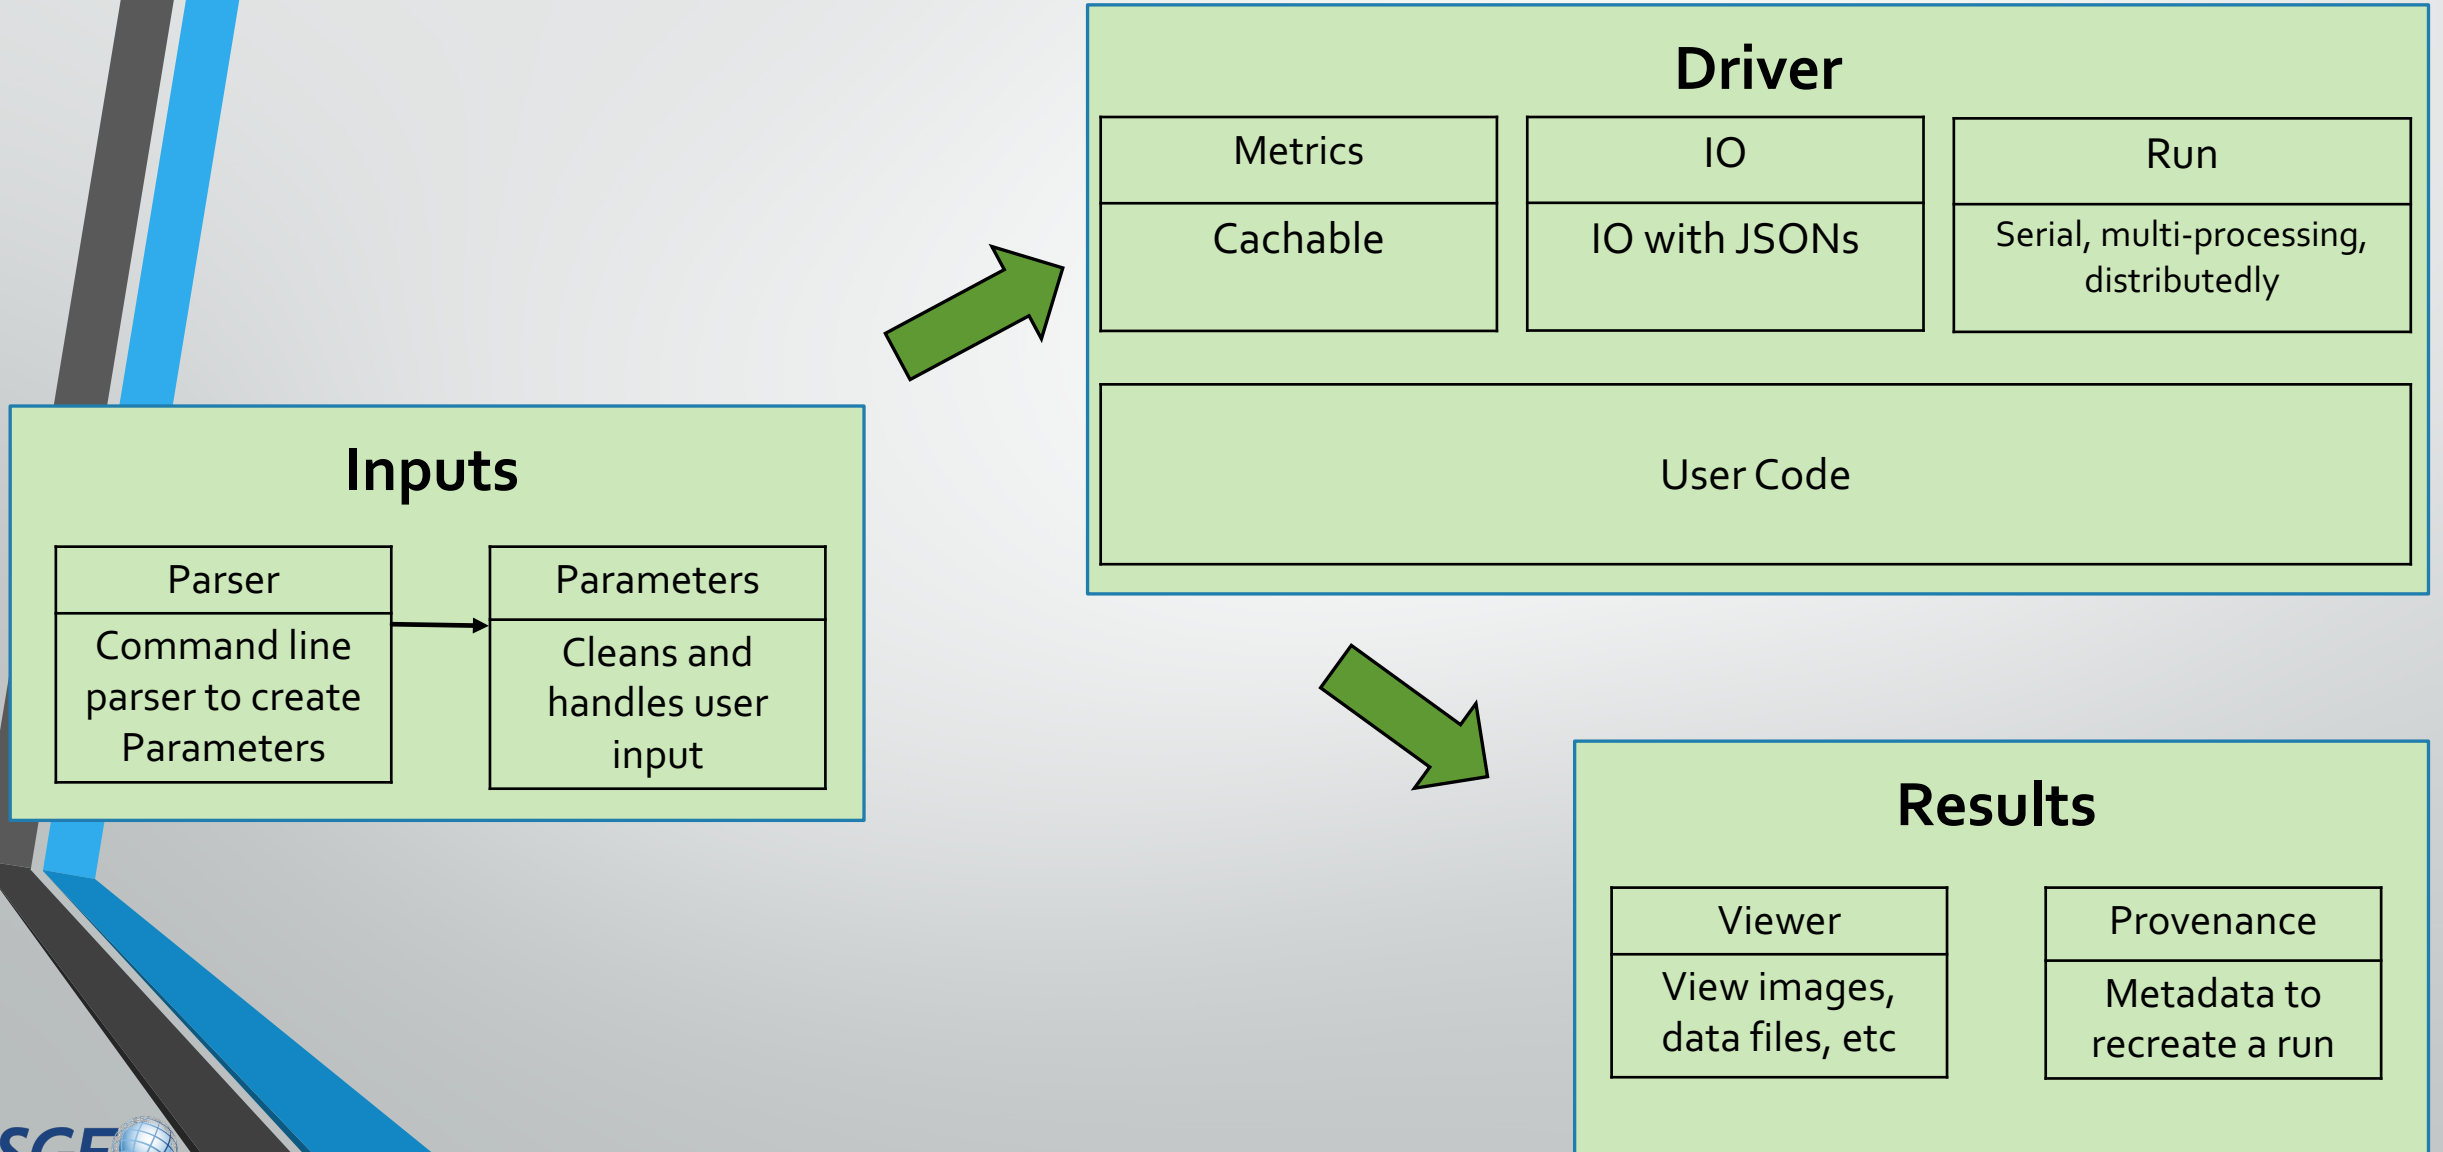 Driver
Metrics
Cachable
IO
IO with JSONs
Run
Serial, multi-processing,
distributedly
User Code
Inputs
Parser
Command line
parser to create
Parameters
Parameters
Cleans and
handles user
input
Results
Viewer
View images,
data files, etc
Provenance
Metadata to
recreate a run